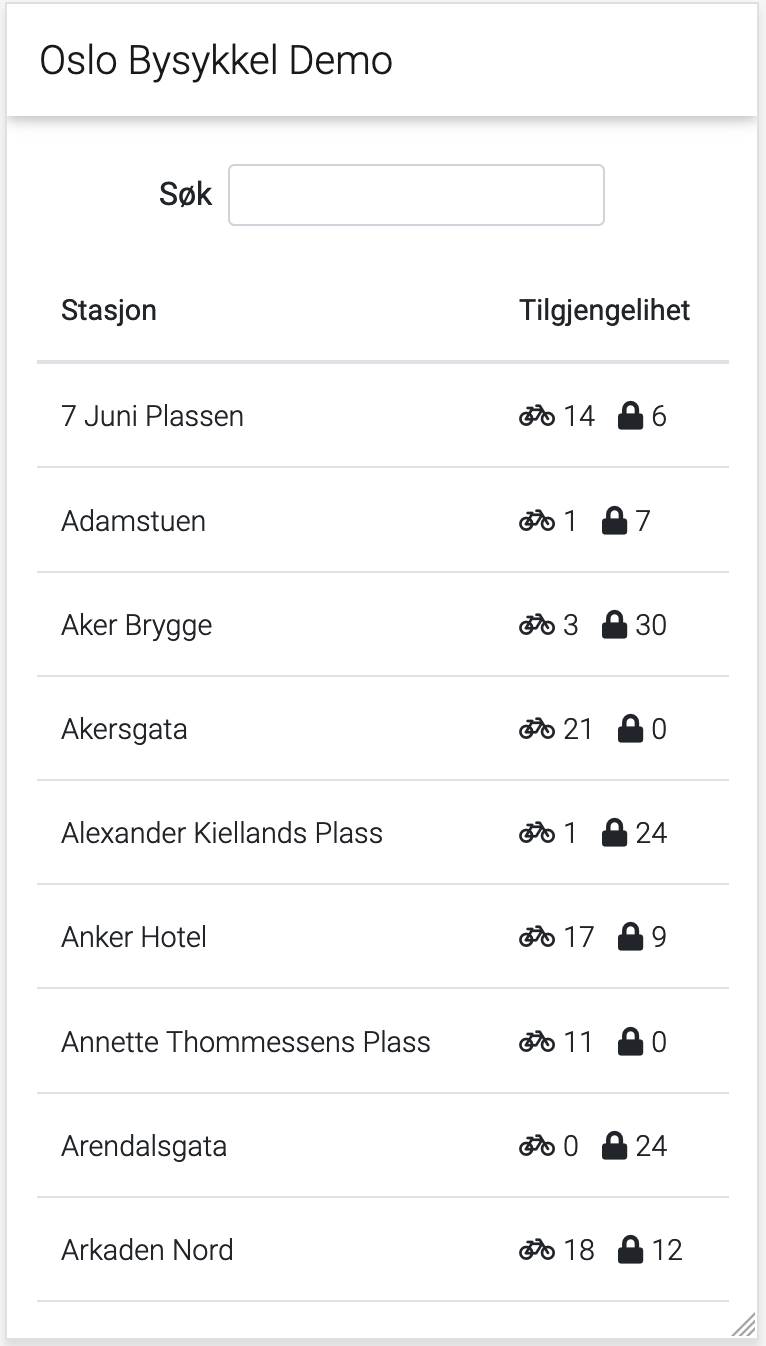 Oslo Bysykkel Demo
Søk
Stasjon Tilgjengelihet
7 Juni Plassen 14 6
Adamstuen 1 7
Aker Brygge 3 30
Akersgata 21 0
Alexander Kiellands Plass 1 24
Anker Hotel 17 9
Annette Thommessens Plass 11 0
Arendalsgata 0 24
Arkaden Nord 18 12